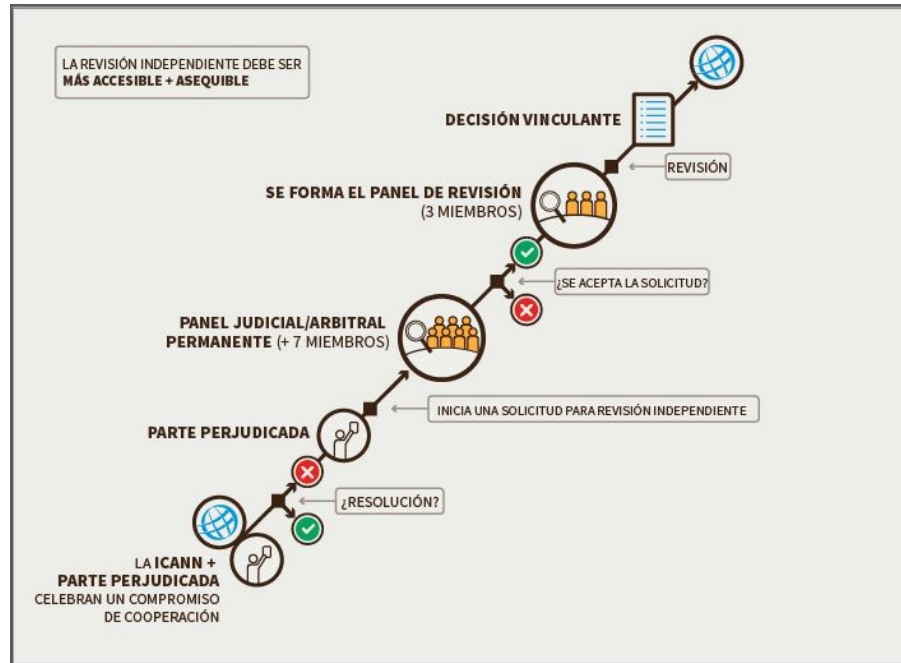 LA REVISIÓN INDEPENDIENTE DEBE SER
MÁS ACCESIBLE + ASEQUIBLE
DECISIÓN VINCULANTE
REVISIÓN
SE FORMA EL PANEL DE REVISIÓN
(3 MIEMBROS)
¿SE ACEPTA LA SOLICITUD?
PANEL JUDICIAL/ARBITRAL
PERMANENTE (+ 7 MIEMBROS)
INICIA UNA SOLICITUD PARA REVISIÓN INDEPENDIENTE
PARTE PERJUDICADA
¿RESOLUCIÓN?
LA ICANN +
PARTE PERJUDICADA
CELEBRAN UN COMPROMISO
DE COOPERACIÓN